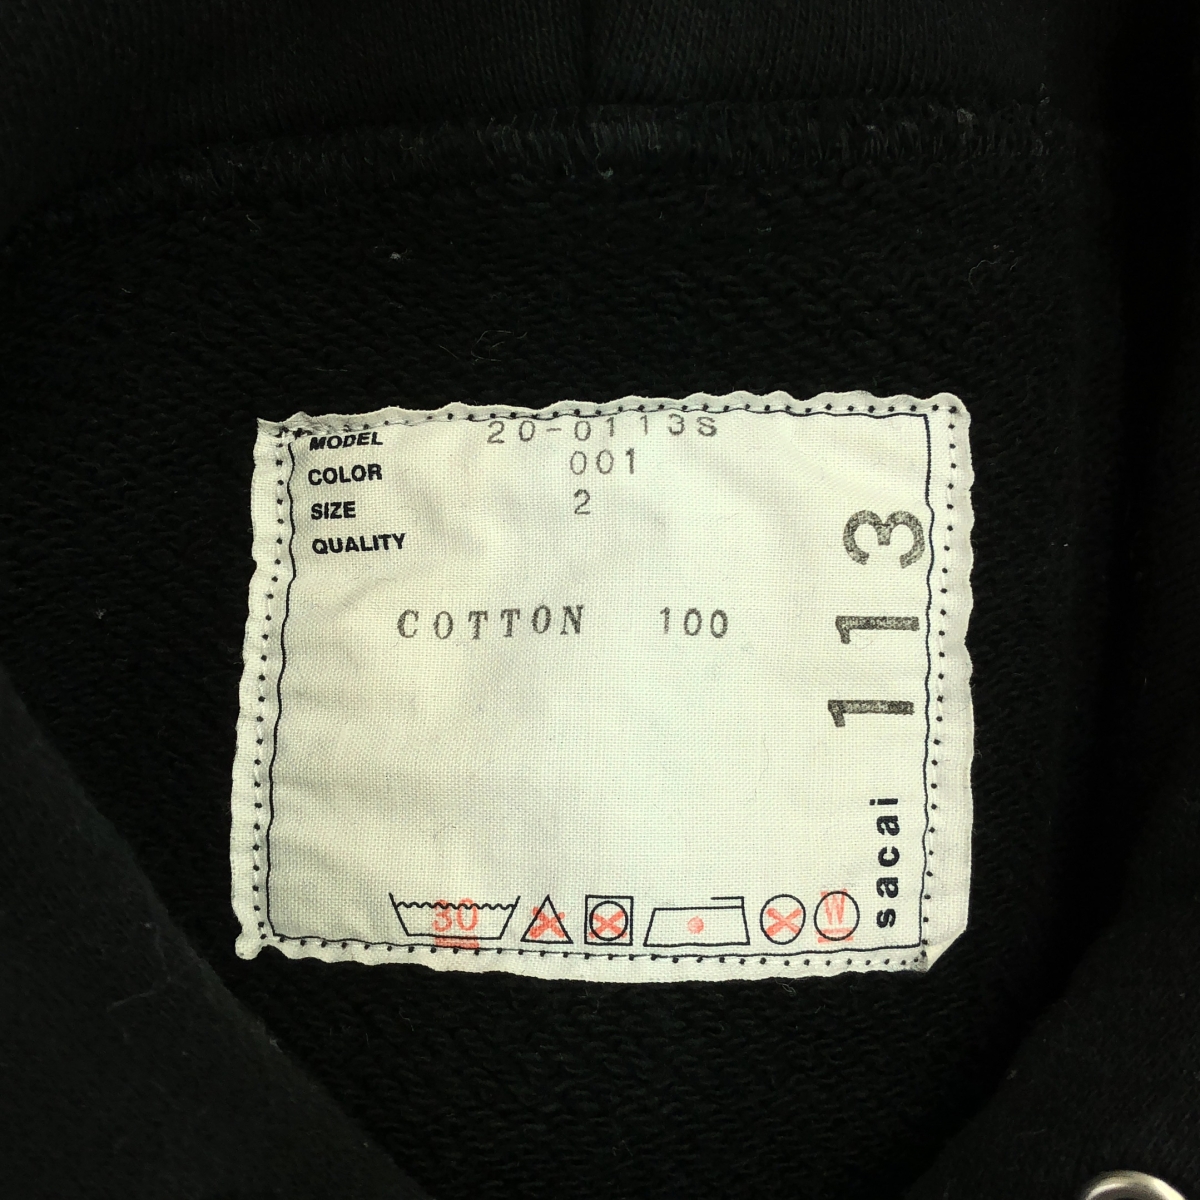 MODEL 20-0113S
COLOR 001
SIZE 2
QUALITY
COTTON 100
113
sacai
30
W